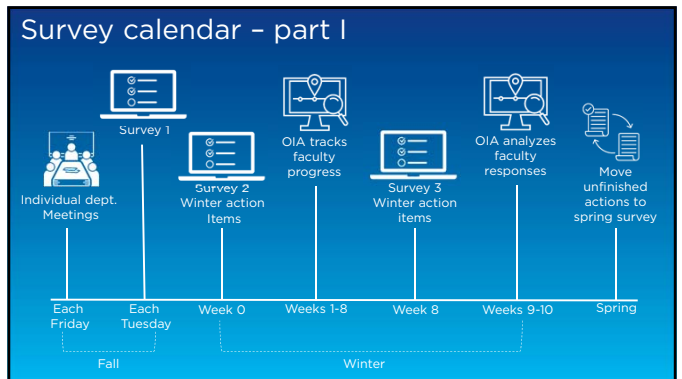 Survey calendar – part I
Individual dept.
Meetings
Survey 1
Survey 2
Winter action
Items
OIA tracks
faculty
progress
Survey 3
Winter action
items
OIA analyzes
faculty
responses
Move
unfinished
actions to
spring survey
Each
Friday
Each
Tuesday
Week 0
Weeks 1-8
Week 8
Weeks 9-10
Spring
Fall
Winter